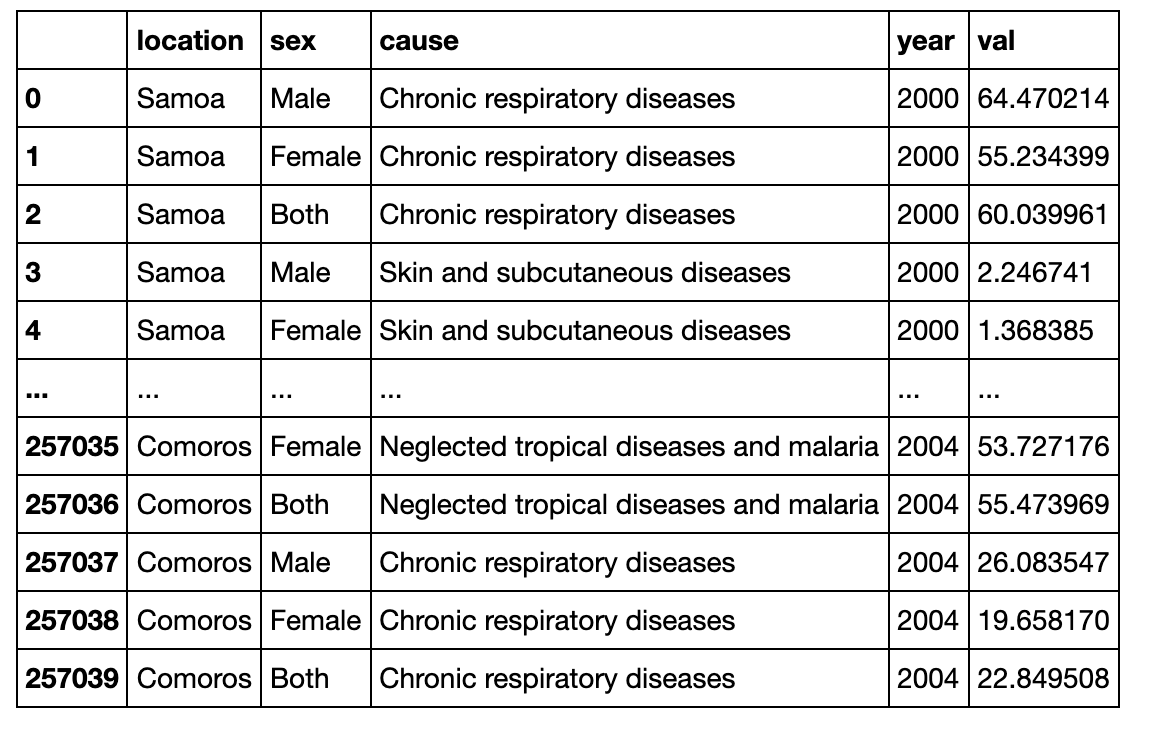 location sex cause year val
0 Samoa Male Chronic respiratory diseases 2000 64.470214
1 Samoa Female Chronic respiratory diseases 2000 55.234399
2 Samoa Both Chronic respiratory diseases 2000 60.039961
3 Samoa Male Skin and subcutaneous diseases 2000 2.246741
4 Samoa Female Skin and subcutaneous diseases 2000 1.368385
... ... ... ... ... ...
257035 Comoros Female Neglected tropical diseases and malaria 2004 53.727176
257036 Comoros Both Neglected tropical diseases and malaria 2004 55.473969
257037 Comoros Male Chronic respiratory diseases 2004 26.083547
257038 Comoros Female Chronic respiratory diseases 2004 19.658170
257039 Comoros Both Chronic respiratory diseases 2004 22.849508